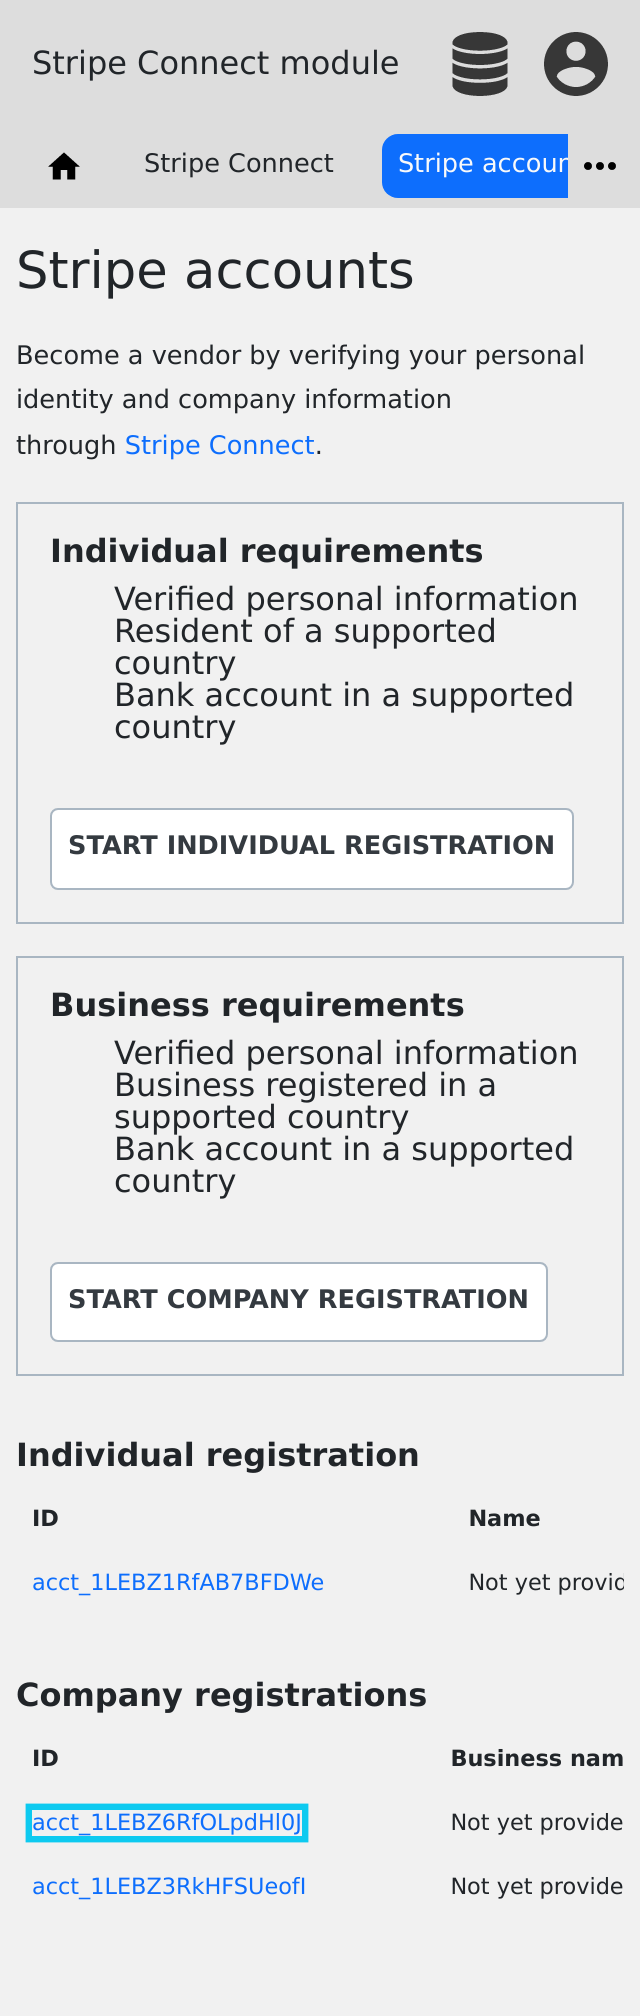 Stripe Connect module
Stripe Connect
Stripe accoun
Stripe accounts
Become a vendor by verifying your personal
identity and company information
through Stripe Connect.
Individual requirements
Verified personal information
Resident of a supported
country
Bank account in a supported
country
START INDIVIDUAL REGISTRATION
Business requirements
Verified personal information
Business registered in a
supported country
Bank account in a supported
country
START COMPANY REGISTRATION
Individual registration
ID Name
acct_1LEBZ1RfAB7BFDWe Not yet provid
Company registrations
ID Business nam
acct_1LEBZ6RfOLpdHl0J Not yet provide
acct_1LEBZ3RkHFSUeofI Not yet provide